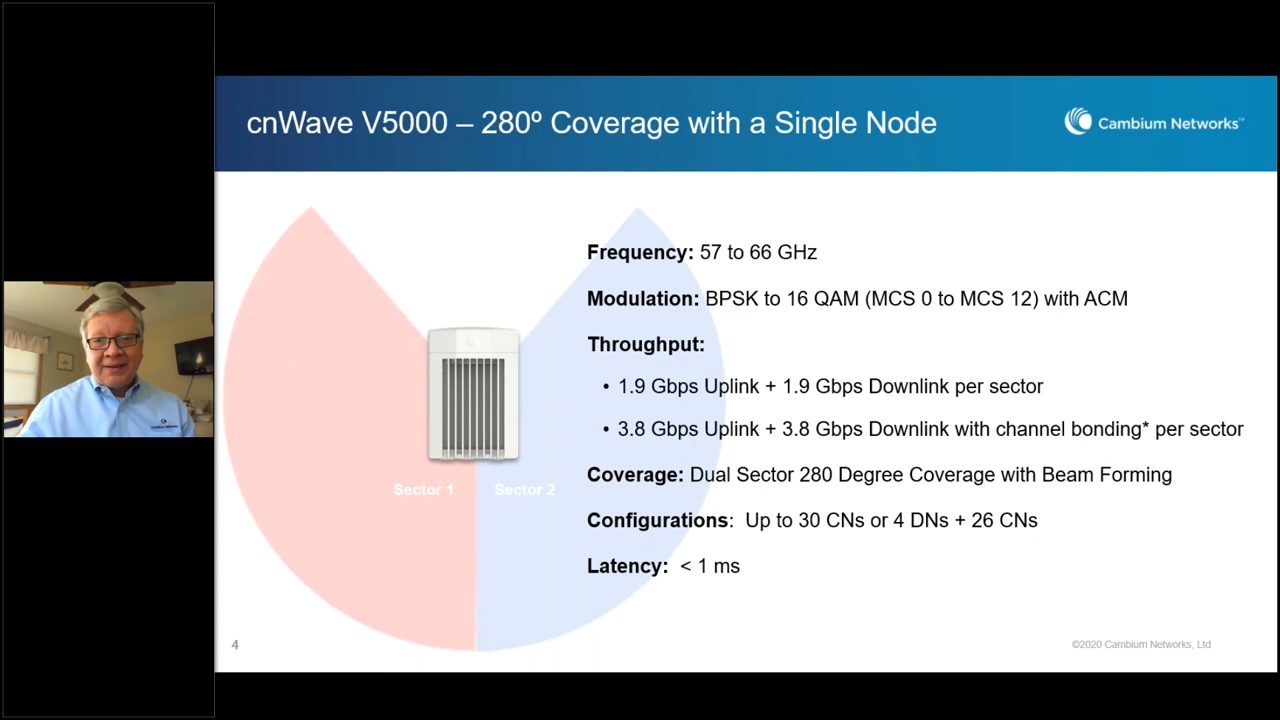 cnWave V5000 – 280º Coverage with a Single Node
Cambium Networks™
Frequency: 57 to 66 GHz
Modulation: BPSK to 16 QAM (MCS 0 to MCS 12) with ACM
Throughput:
• 1.9 Gbps Uplink + 1.9 Gbps Downlink per sector
• 3.8 Gbps Uplink + 3.8 Gbps Downlink with channel bonding* per sector
Coverage: Dual Sector 280 Degree Coverage with Beam Forming
Sector 1 Sector 2
Configurations: Up to 30 CNs or 4 DNs + 26 CNs
Latency: < 1 ms
4
©2020 Cambium Networks, Ltd